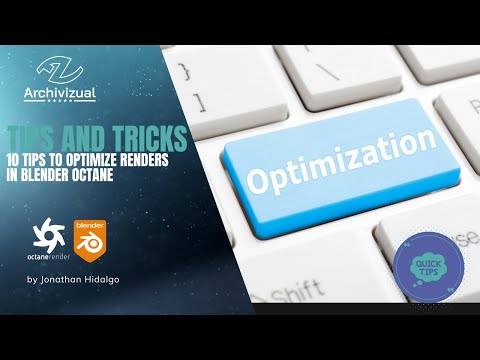 Archivizual
TIPS AND TRICKS
10 TIPS TO OPTIMIZE RENDERS
IN BLENDER OCTANE
octanerender
blender
by Jonathan Hidalgo
Optimization
Shift
QUICK
TIPS
{
[
}
]
"
'